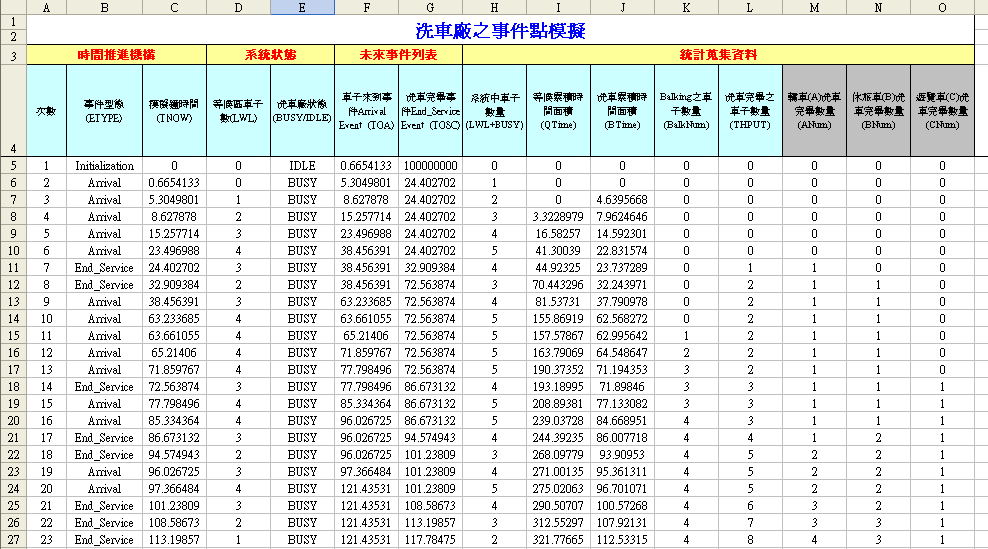 A B C D E F G H I J K L M N O
1
2 洗車廠之事件點模擬
3 時間推進機構 系統狀態 未來事件列表 統計蒐集資料
4 次數 事件型態(ETYPE) 模擬鐘時間(TNOW) 等候區車子數(LWL) 洗車廠狀態(BUSY/IDLE) 車子來到事件Arrival Event (TOA) 洗車完畢事件End_Service Event (TOSC) 系統中車子數量(LWL+BUSY) 等候累積時間面積(QTime) 洗車累積時間面積(BTime) Balking之車子數量(BalkNum) 洗車完畢之車子數量(THPUT) 轎車(A)洗車完畢數量(ANum) 休旅車(B)洗車完畢數量(BNum) 遊覽車(C)洗車完畢數量(CNum)
5 1 Initialization 0 0 IDLE 0.6654133 100000000 0 0 0 0 0 0 0 0
6 2 Arrival 0.6654133 0 BUSY 5.3049801 24.402702 1 0 0 0 0 0 0 0
7 3 Arrival 5.3049801 1 BUSY 8.627878 24.402702 2 0 4.6395668 0 0 0 0 0
8 4 Arrival 8.627878 2 BUSY 15.257714 24.402702 3 3.3228979 7.9624646 0 0 0 0 0
9 5 Arrival 15.257714 3 BUSY 23.496988 24.402702 4 16.58257 14.592301 0 0 0 0 0
10 6 Arrival 23.496988 4 BUSY 38.456391 24.402702 5 41.30039 22.831574 0 0 0 0 0
11 7 End_Service 24.402702 3 BUSY 38.456391 32.909384 4 44.92325 23.737289 0 1 1 0 0
12 8 End_Service 32.909384 2 BUSY 38.456391 72.563874 3 70.443296 32.243971 0 2 1 1 0
13 9 Arrival 38.456391 3 BUSY 63.233685 72.563874 4 81.53731 37.790978 0 2 1 1 0
14 10 Arrival 63.233685 4 BUSY 63.661055 72.563874 5 155.86919 62.568272 0 2 1 1 0
15 11 Arrival 63.661055 4 BUSY 65.21406 72.563874 5 157.57867 62.995642 1 2 1 1 0
16 12 Arrival 65.21406 4 BUSY 71.859767 72.563874 5 163.79069 64.548647 2 2 1 1 0
17 13 Arrival 71.859767 4 BUSY 77.798496 72.563874 5 190.37352 71.194353 3 2 1 1 0
18 14 End_Service 72.563874 3 BUSY 77.798496 86.673132 4 193.18995 71.89846 3 3 1 1 1
19 15 Arrival 77.798496 4 BUSY 85.334364 86.673132 5 208.89381 77.133082 3 3 1 1 1
20 16 Arrival 85.334364 4 BUSY 96.026725 86.673132 5 239.03728 84.668951 4 3 1 1 1
21 17 End_Service 86.673132 3 BUSY 96.026725 94.574943 4 244.39235 86.007718 4 4 1 2 1
22 18 End_Service 94.574943 2 BUSY 96.026725 101.23809 3 268.09779 93.90953 4 5 2 2 1
23 19 Arrival 96.026725 3 BUSY 97.366484 101.23809 4 271.00135 95.361311 4 5 2 2 1
24 20 Arrival 97.366484 4 BUSY 121.43531 101.23809 5 275.02063 96.701071 4 5 2 2 1
25 21 End_Service 101.23809 3 BUSY 121.43531 108.58673 4 290.50707 100.57268 4 6 3 2 1
26 22 End_Service 108.58673 2 BUSY 121.43531 113.19857 3 312.55297 107.92131 4 7 3 3 1
27 23 End_Service 113.19857 1 BUSY 121.43531 117.78475 2 321.77665 112.53315 4 8 4 3 1